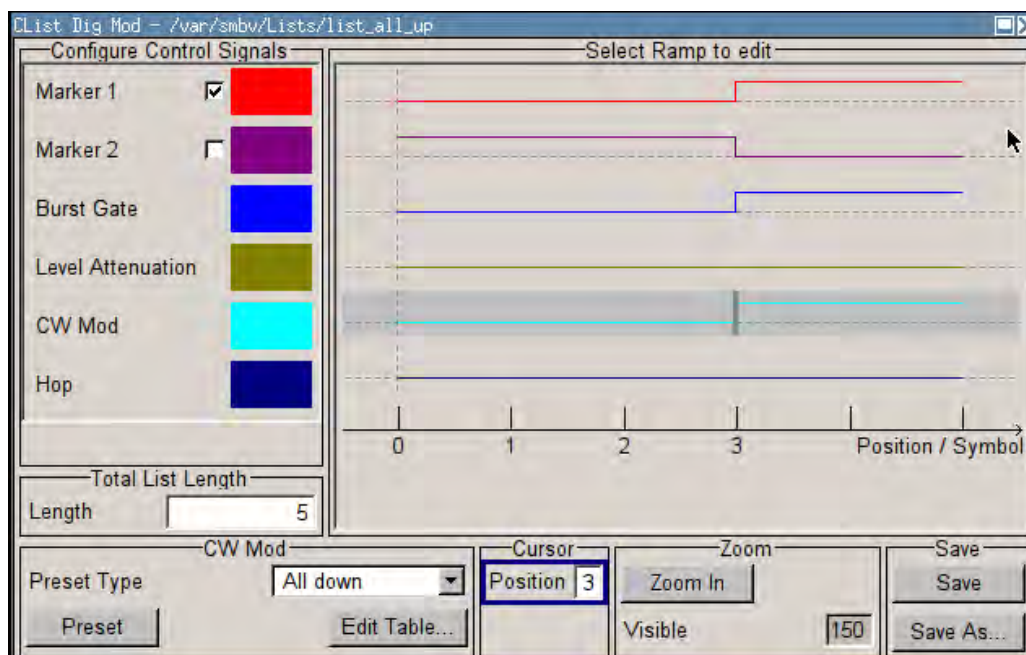 CList Dig Mod - /var/smbv/Lists/list_all_up
Configure Control Signals
Marker 1
Marker 2
Burst Gate
Level Attenuation
CW Mod
Hop
Select Ramp to edit
0 1 2 3 Position / Symbol
Total List Length
Length 5
CW Mod
Preset Type All down
Preset Edit Table...
Cursor
Position 3
Zoom
Zoom In
Visible 150
Save
Save
Save As...